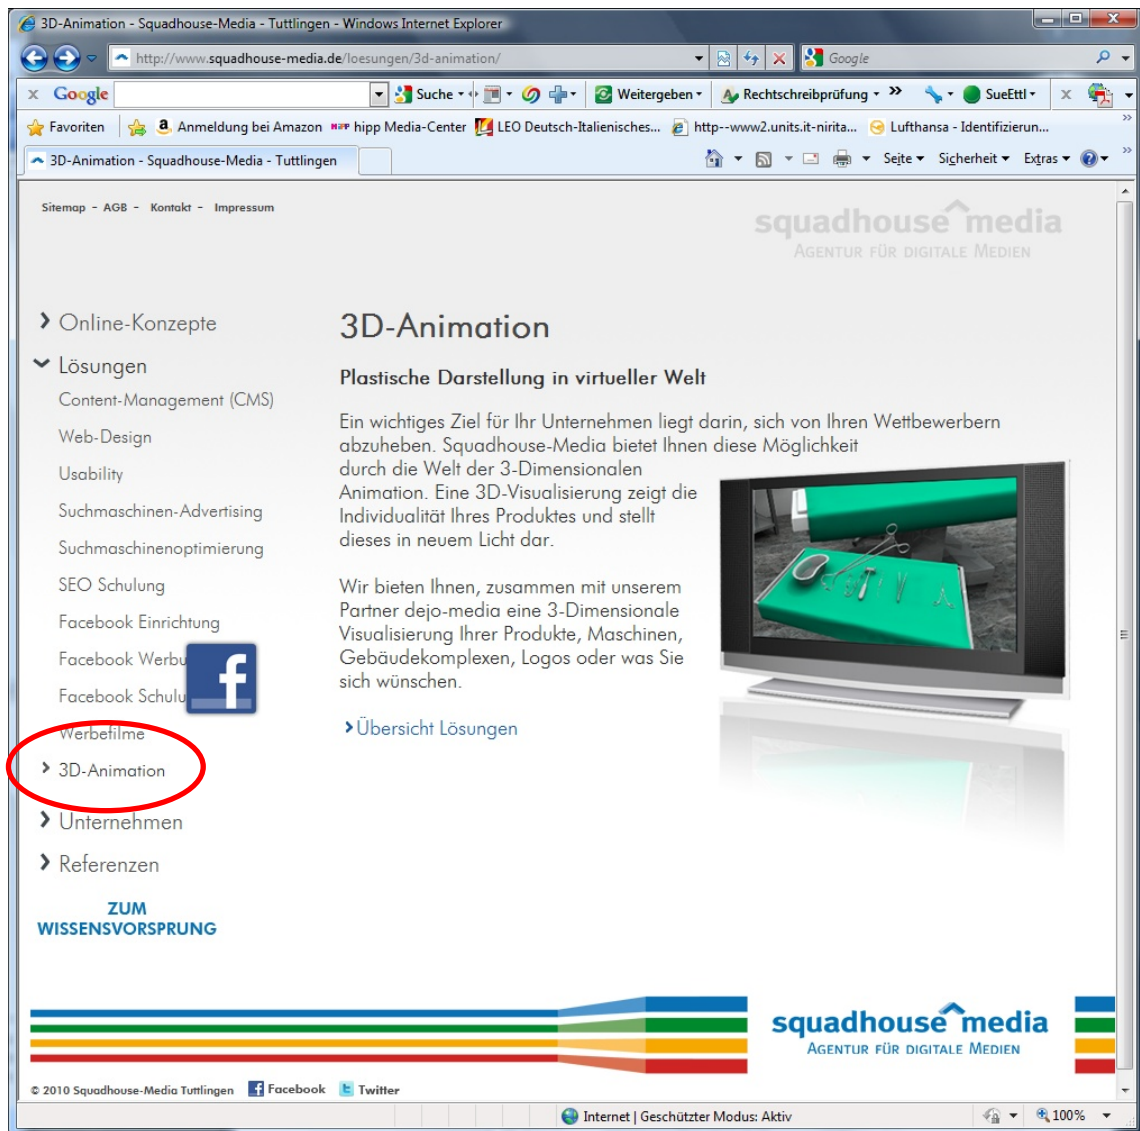 3D-Animation - Squadhouse-Media - Tuttlingen - Windows Internet Explorer
http://www.squadhouse-media.de/loesungen/3d-animation/
Google
x Google
Suche
Weitergeben
Rechtschreibprüfung
»
SueEttl
x
Favoriten
Anmeldung bei Amazon
hipp Media-Center
LEO Deutsch-Italienisches...
http--www2.units.it-nirita...
Lufthansa - Identifizierun...
»
3D-Animation - Squadhouse-Media - Tuttlingen
Seite
Sicherheit
Extras
»
Sitemap - AGB - Kontakt - Impressum
squadhouse media
AGENTUR FÜR DIGITALE MEDIEN
Online-Konzepte
Lösungen
Content-Management (CMS)
Web-Design
Usability
Suchmaschinen-Advertising
Suchmaschinenoptimierung
SEO Schulung
Facebook Einrichtung
Facebook Werbu
Facebook Schulu
f
Werbefilme
3D-Animation
Unternehmen
Referenzen
ZUM
WISSENSVORSPRUNG
3D-Animation
Plastische Darstellung in virtueller Welt
Ein wichtiges Ziel für Ihr Unternehmen liegt darin, sich von Ihren Wettbewerbern
abzuheben. Squadhouse-Media bietet Ihnen diese Möglichkeit
durch die Welt der 3-Dimensionalen
Animation. Eine 3D-Visualisierung zeigt die
Individualität Ihres Produktes und stellt
dieses in neuem Licht dar.
Wir bieten Ihnen, zusammen mit unserem
Partner dejo-media eine 3-Dimensionale
Visualisierung Ihrer Produkte, Maschinen,
Gebäudekomplexen, Logos oder was Sie
sich wünschen.
Übersicht Lösungen
squadhouse media
AGENTUR FÜR DIGITALE MEDIEN
© 2010 Squadhouse-Media Tuttlingen Facebook Twitter
Internet | Geschützter Modus: Aktiv
100%